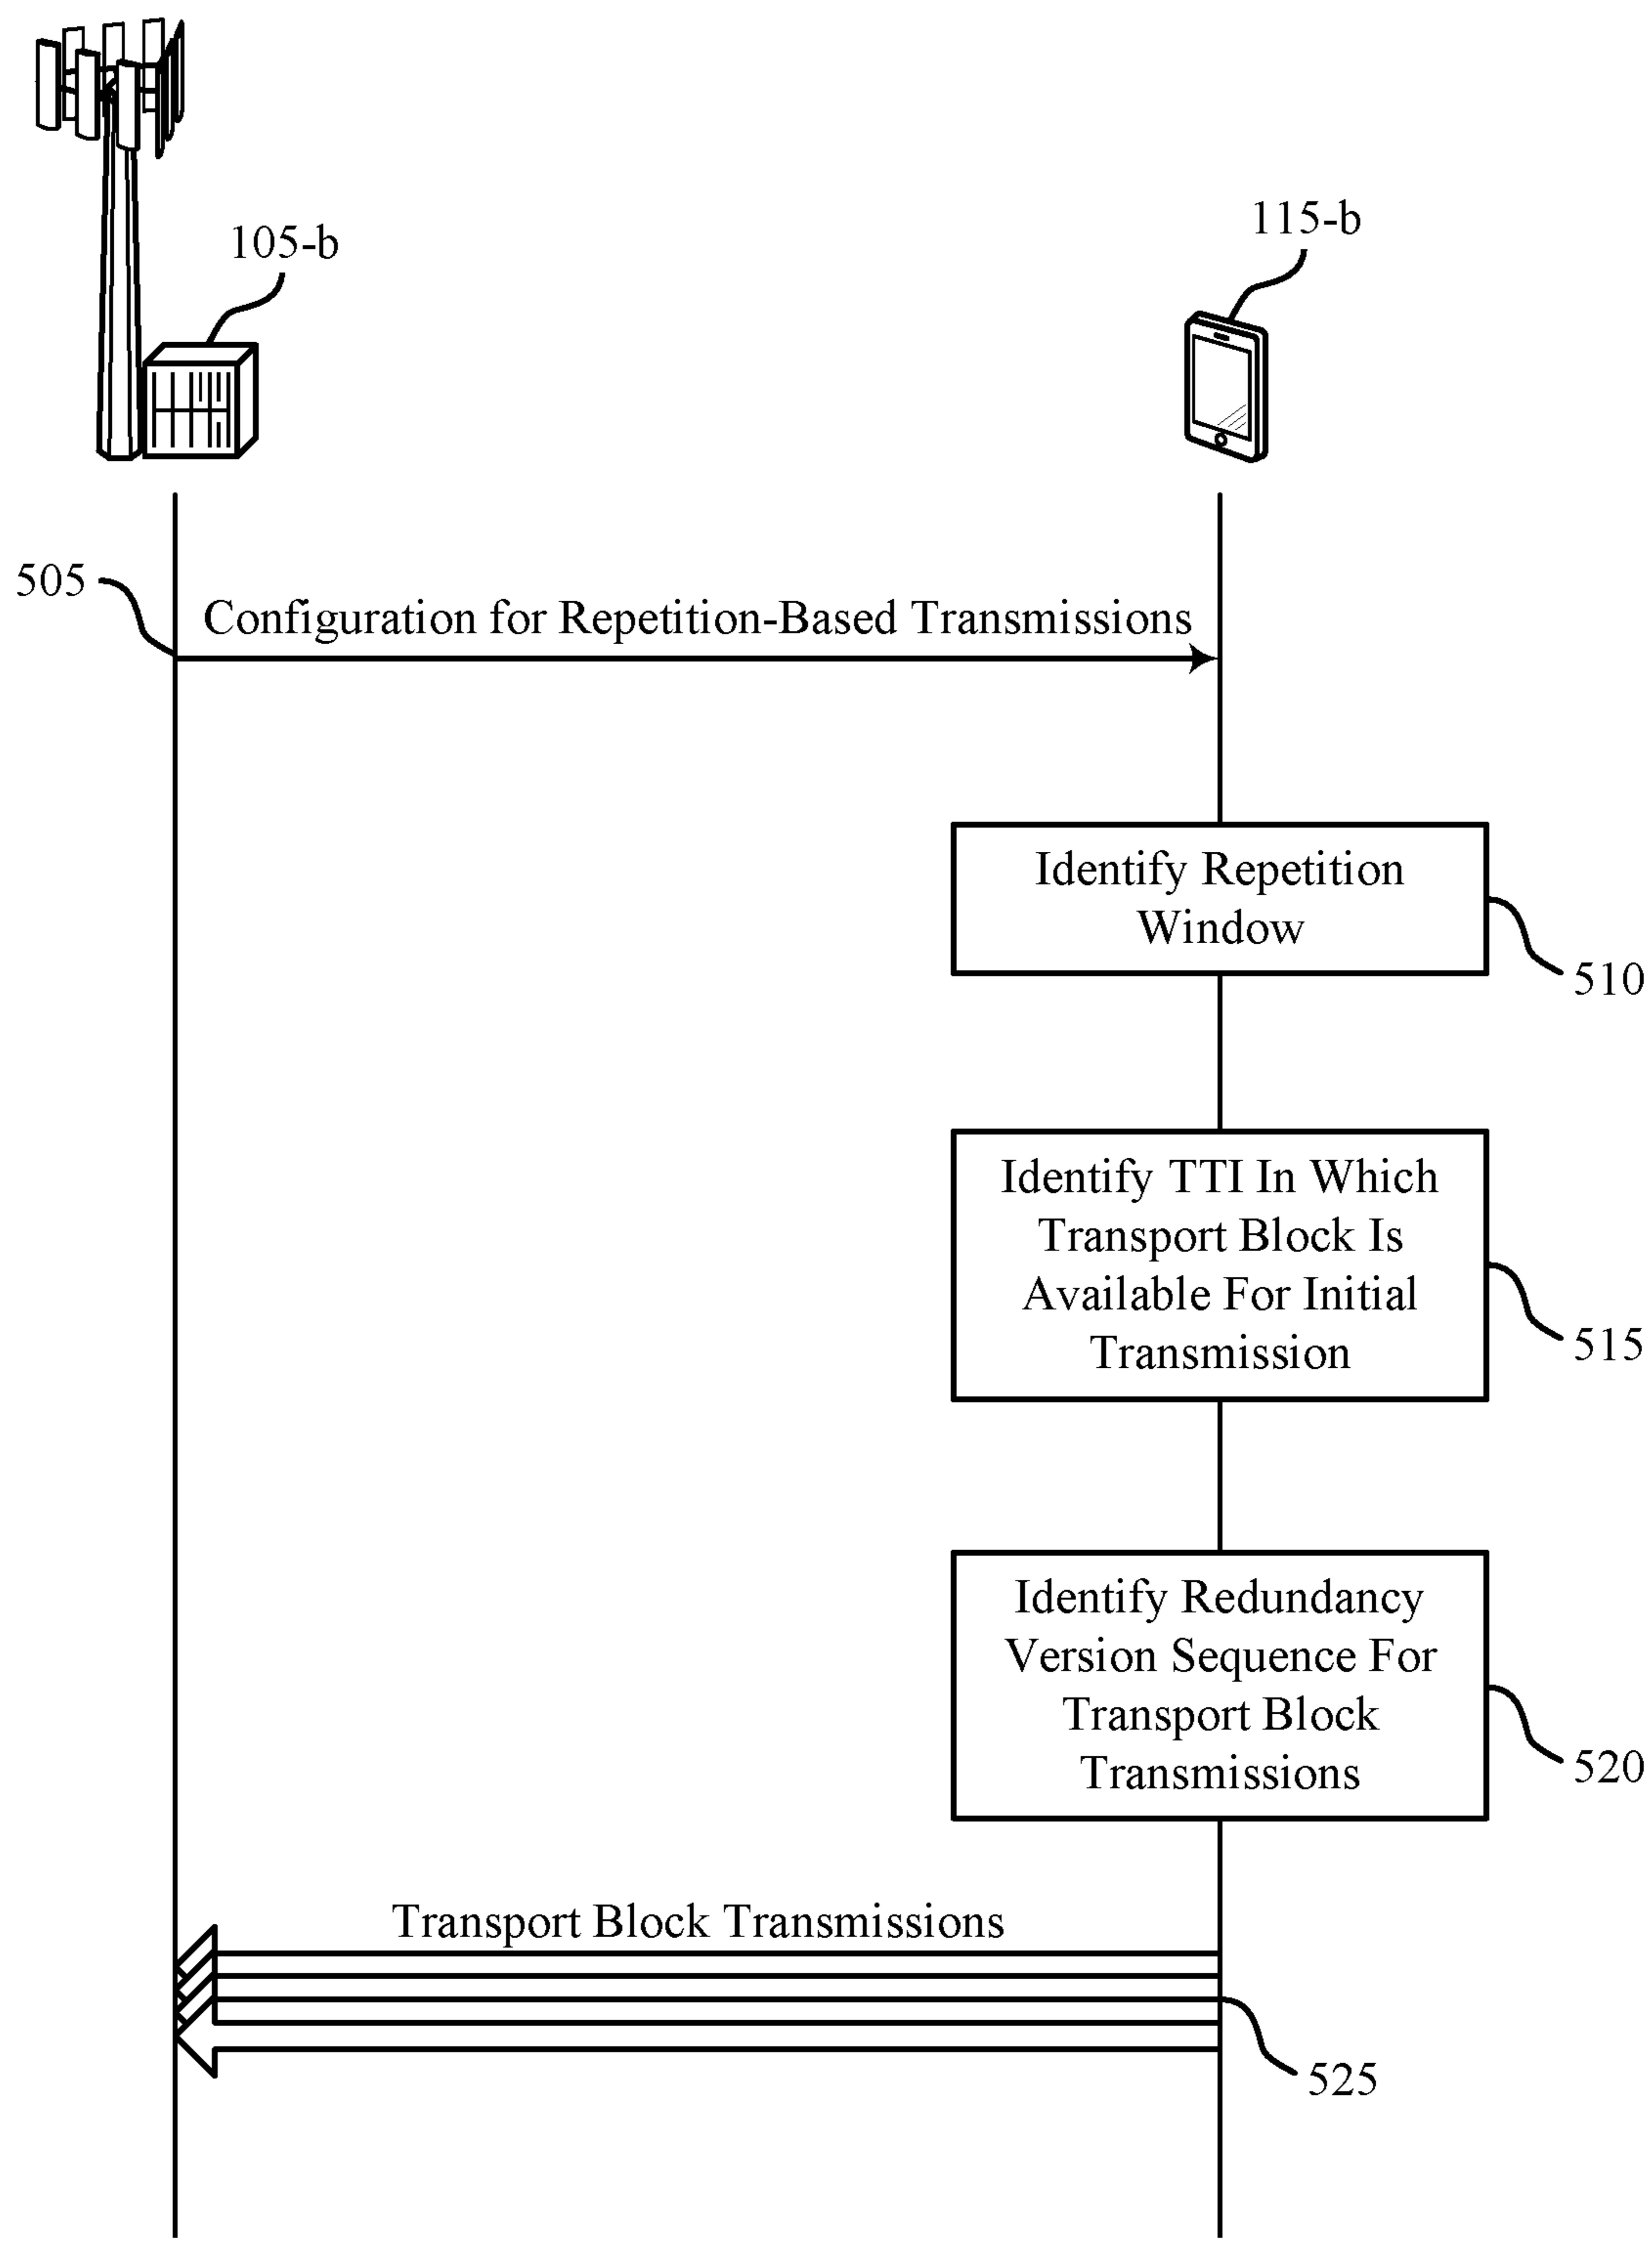 105-b
115-b
505
Configuration for Repetition-Based Transmissions
Identify Repetition
Window
510
Identify TTI In Which
Transport Block Is
Available For Initial
Transmission
515
Identify Redundancy
Version Sequence For
Transport Block
Transmissions
520
Transport Block Transmissions
525